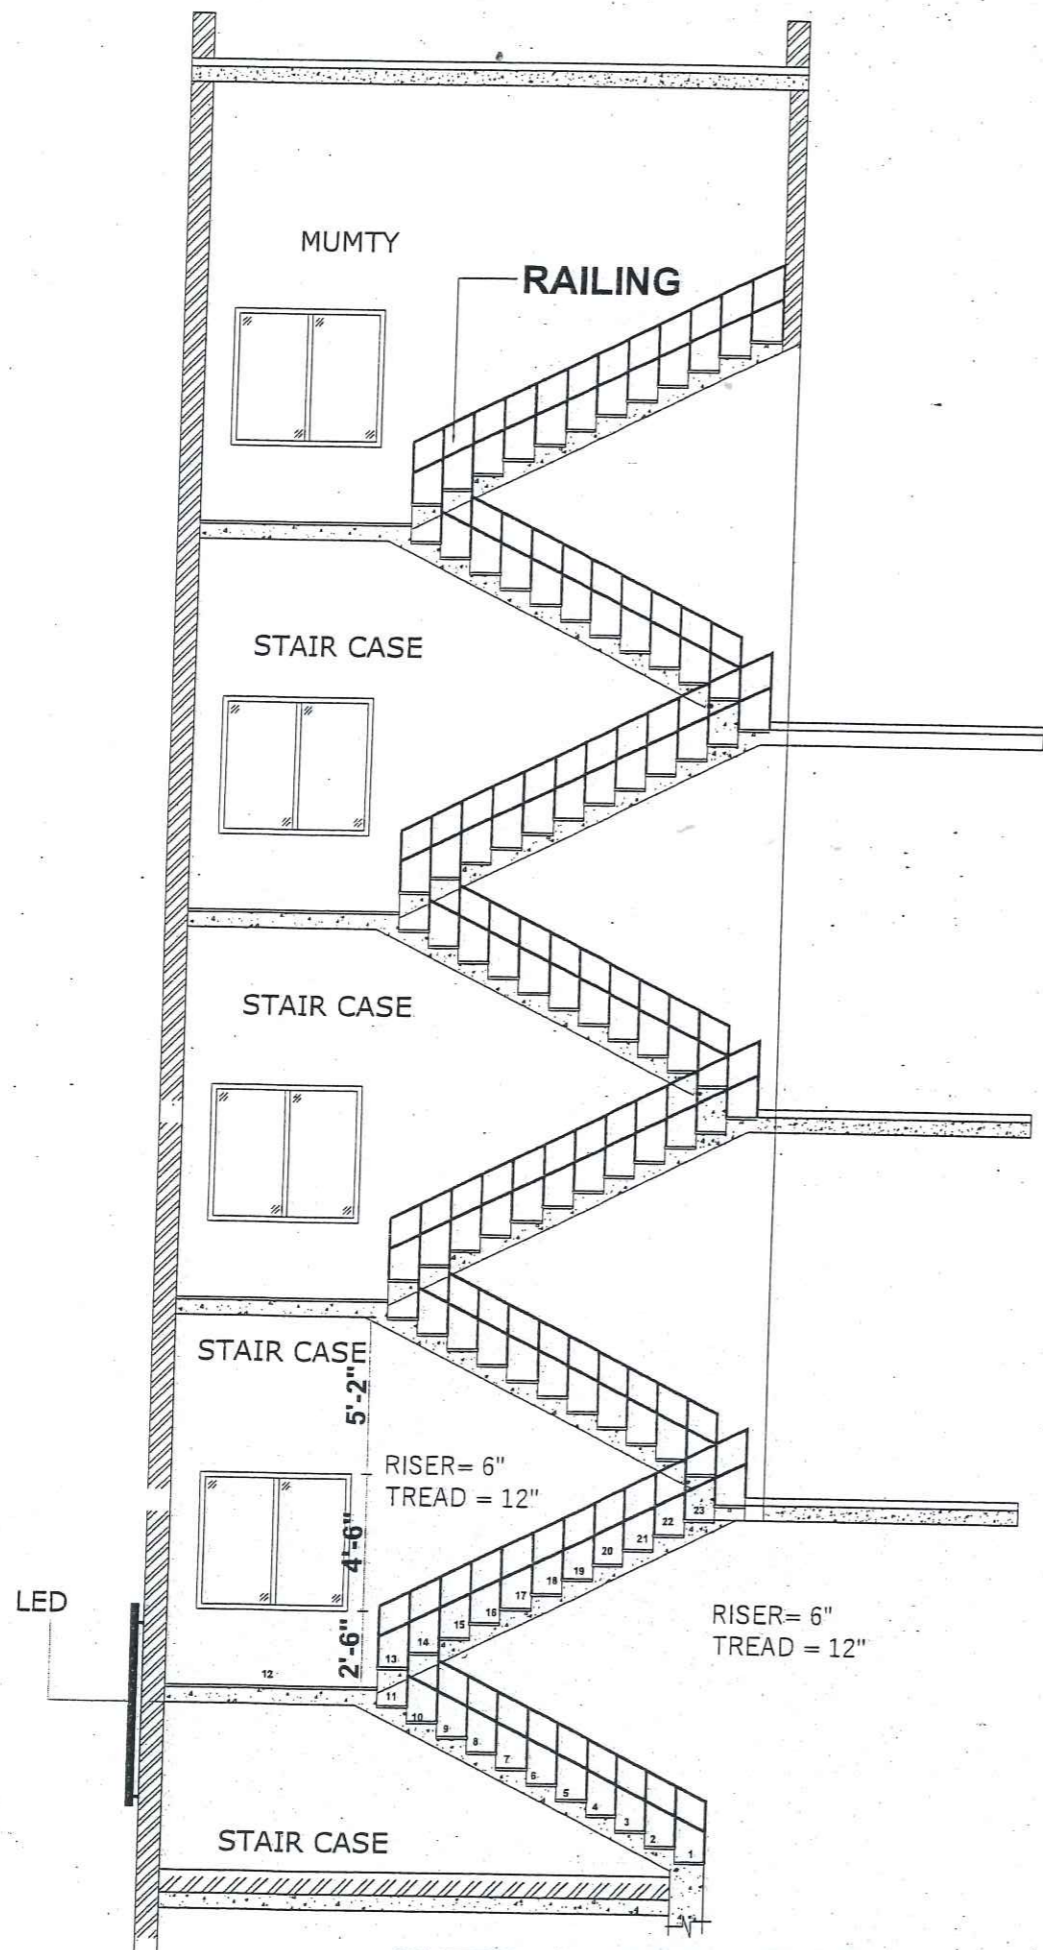 MUMTY
RAILING
STAIR CASE
STAIR CASE
STAIR CASE
5'-2"
RISER= 6"
TREAD = 12"
4'-6"
2'-6"
LED
RISER= 6"
TREAD = 12"
23
22
21
20
19
18
17
16
15
14
13
12
11
10
9
8
7
6
5
4
3
2
1
STAIR CASE